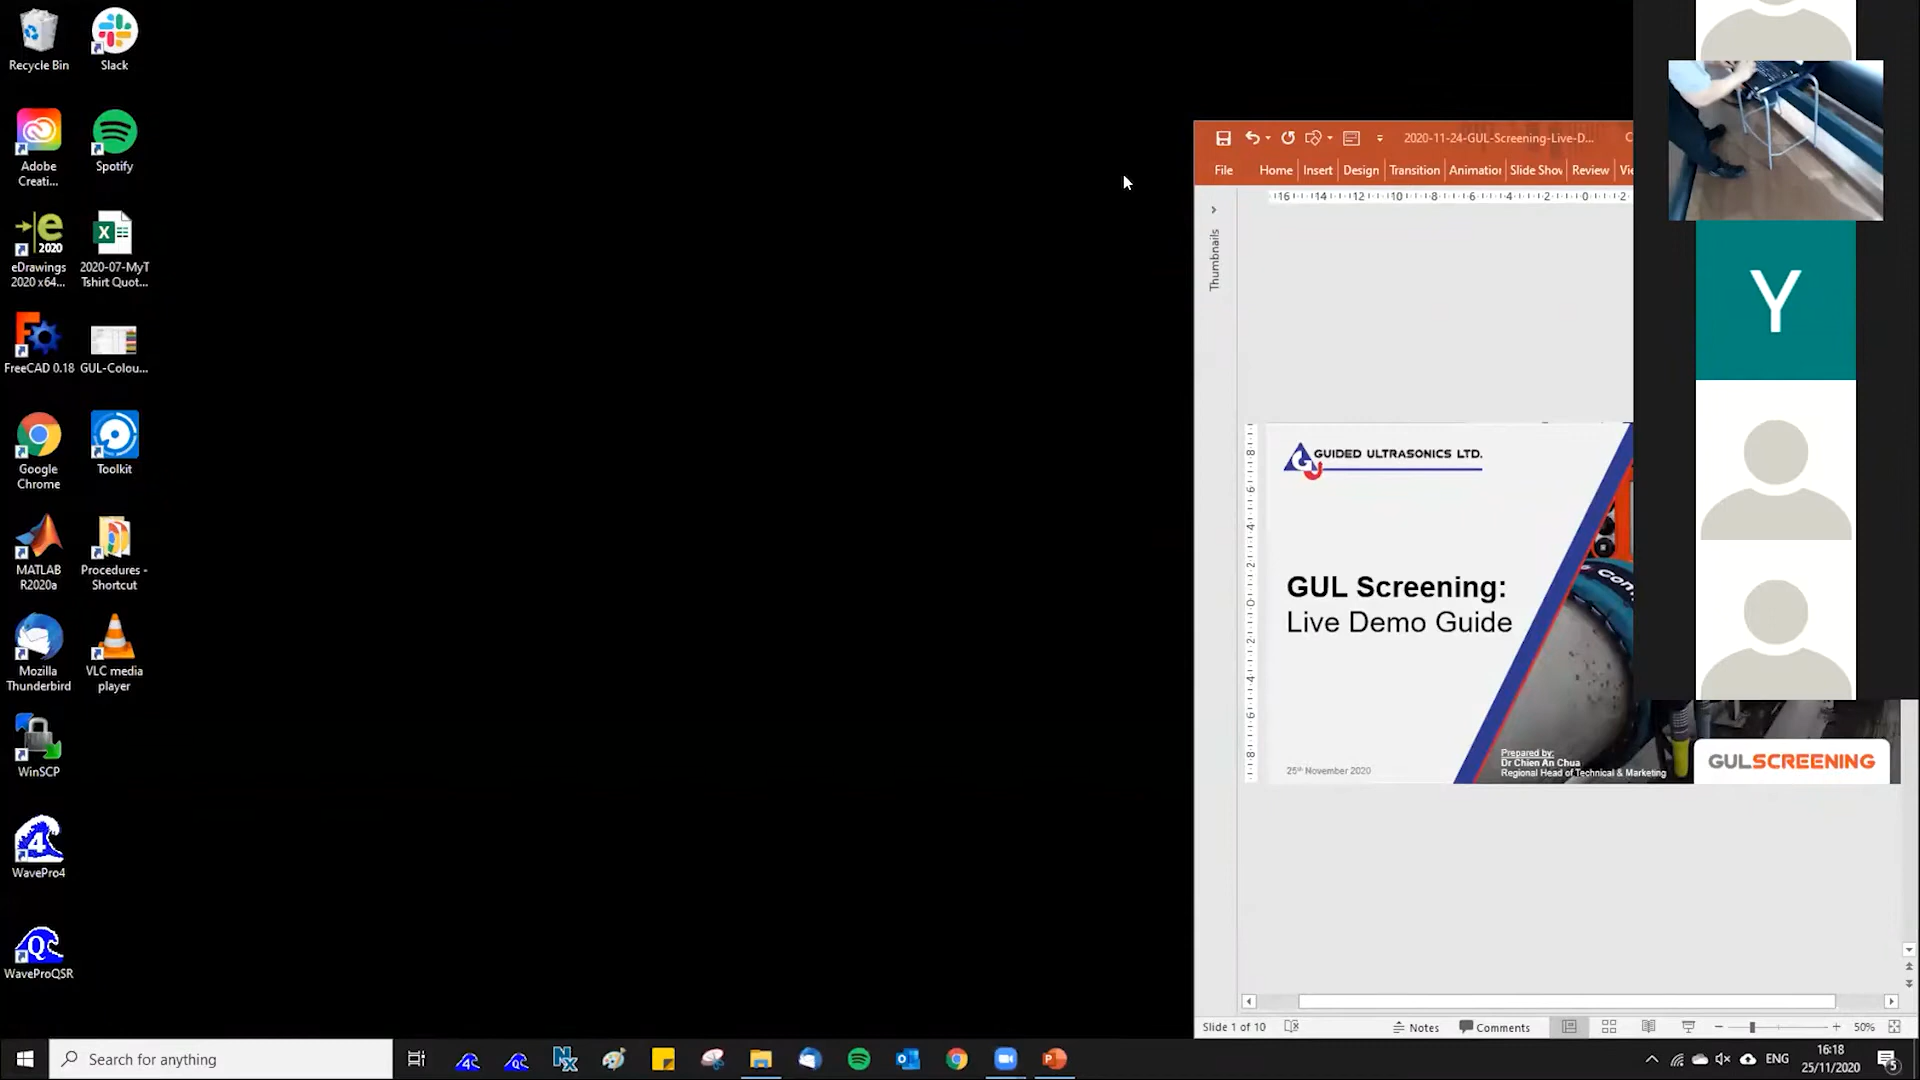 Recycle Bin
Slack
Adobe
Creati...
Spotify
e
2020
eDrawings
2020 x64...
2020-07-MyT
Tshirt Quot...
FreeCAD 0.18
GUL-Colou...
Google
Chrome
Toolkit
MATLAB
R2020a
Procedures -
Shortcut
Mozilla
Thunderbird
VLC media
player
WinSCP
4
WavePro4
Q
WaveProQSR
2020-11-24-GUL-Screening-Live-D...
File
Home
Insert
Design
Transition
Animation
Slide Show
Review
Thumbnails
Y
GUIDED ULTRASONICS LTD.
GUL Screening:
Live Demo Guide
25th November 2020
Prepared by:
Dr Chien An Chua
Regional Head of Technical & Marketing
GULSCREENING
Slide 1 of 10
Notes
Comments
50%
Search for anything
ENG
16:18
25/11/2020
5